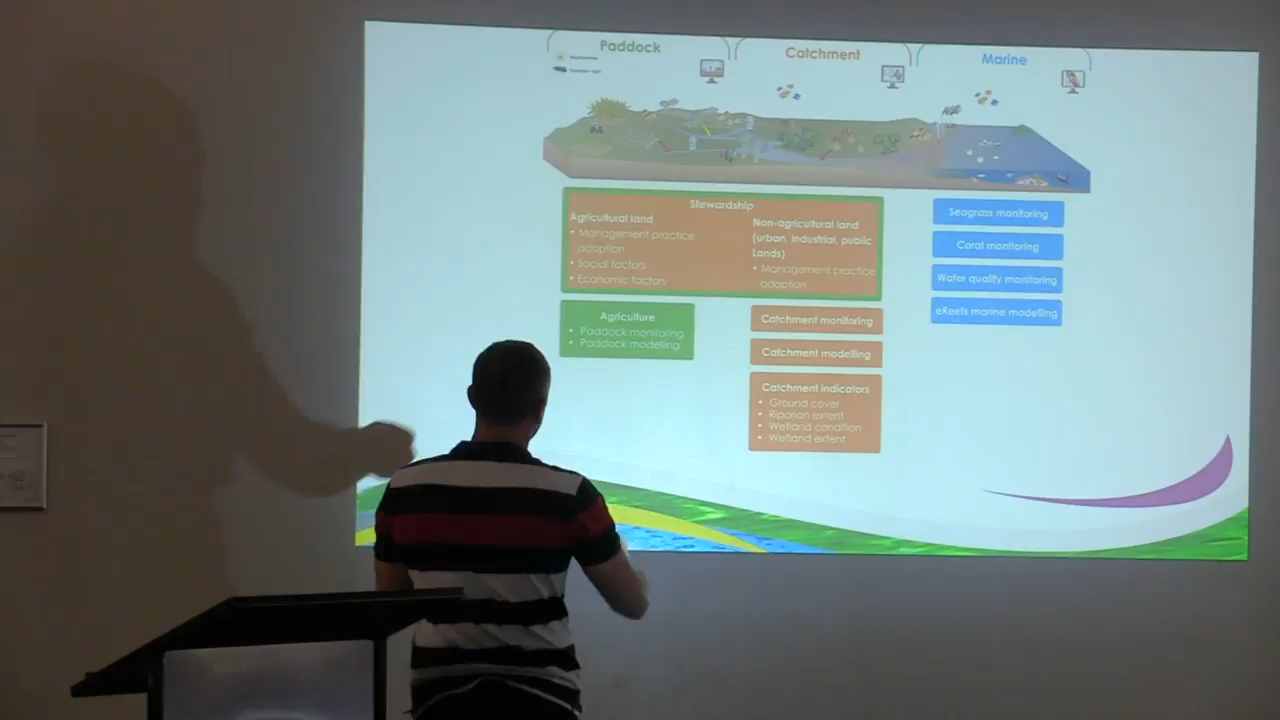 Paddock
Catchment
Marine
Stewardship
Agricultural land
• Management practice
adoption
• Social factors
• Economic factors
Non-agricultural land
(urban, industrial, public
lands)
• Management practice
adoption
Agriculture
• Paddock monitoring
• Paddock modelling
Catchment monitoring
Catchment modelling
Catchment indicators
• Ground cover
• Riparian extent
• Wetland condition
• Wetland extent
Seagrass monitoring
Coral monitoring
Water quality monitoring
eReefs marine modelling